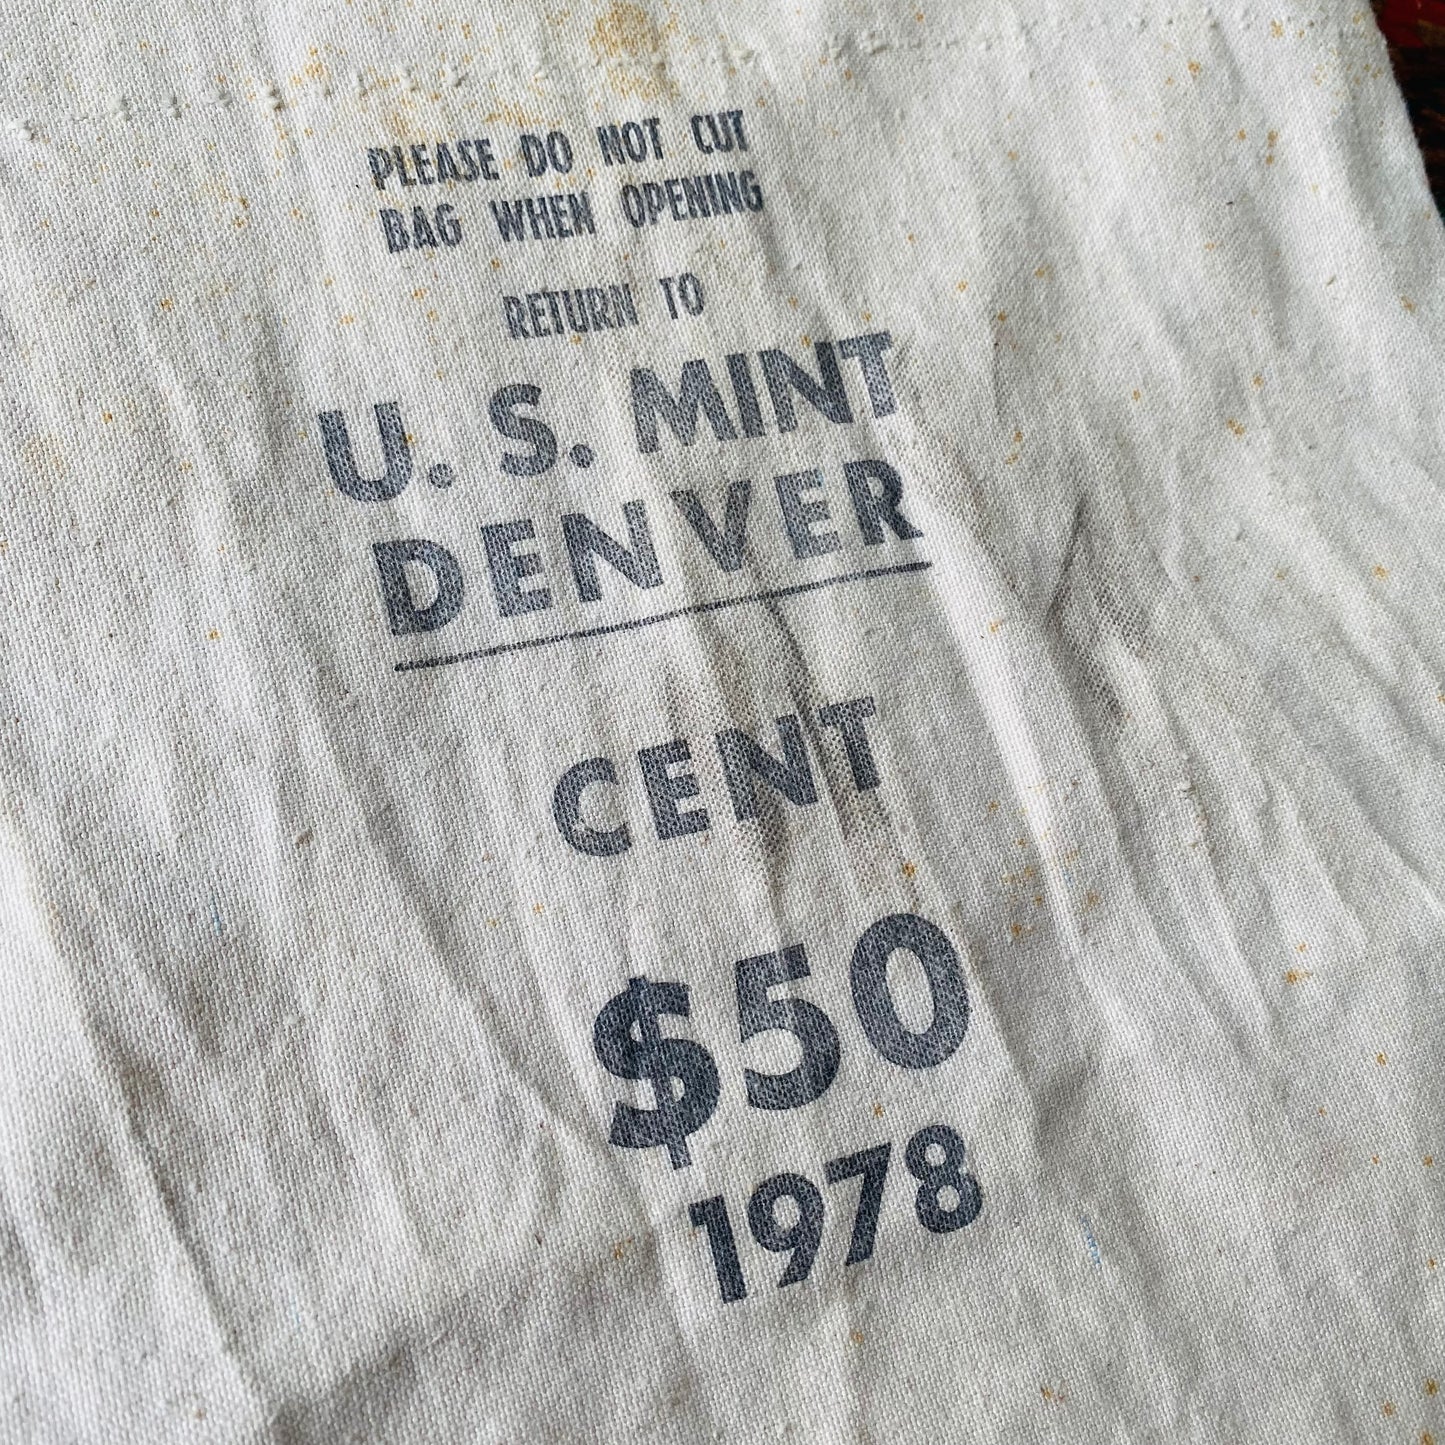 PLEASE DO NOT CUT
BAG WHEN OPENING
RETURN TO
U. S. MINT
DENVER
CENT
$50
1978